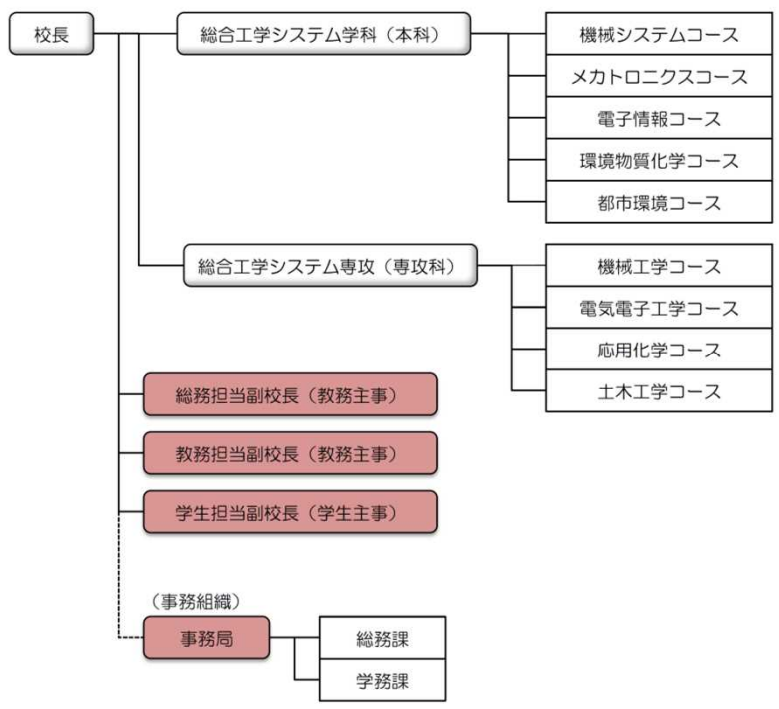 校長
総合工学システム学科（本科）
機械システムコース
メカトロニクスコース
電子情報コース
環境物質化学コース
都市環境コース
総合工学システム専攻（専攻科）
機械工学コース
電気電子工学コース
応用化学コース
土木工学コース
総務担当副校長（教務主事）
教務担当副校長（教務主事）
学生担当副校長（学生主事）
（事務組織）
事務局
総務課
学務課